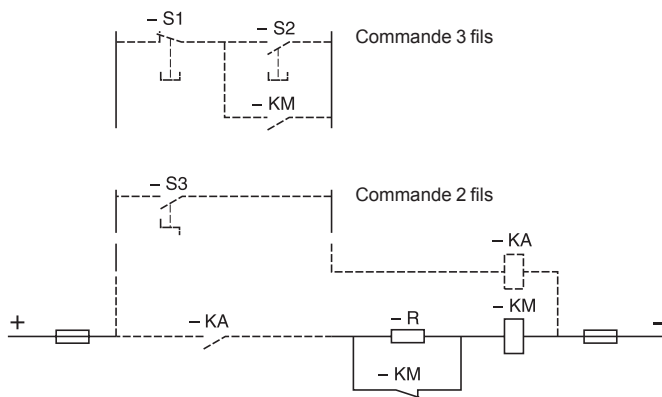 – S1
– S2
Commande 3 fils
– KM
– S3
Commande 2 fils
– KA
– KM
+
– KA
– R
–
– KM